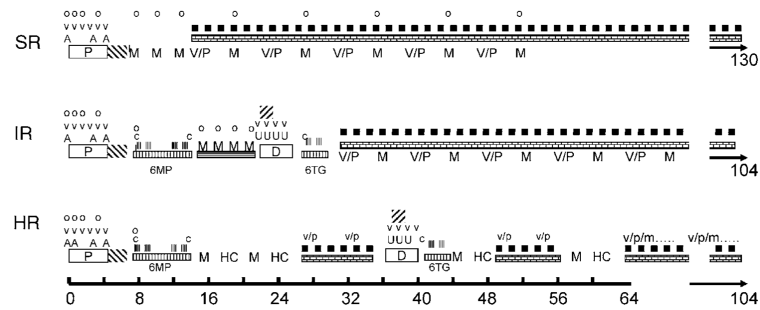 o o o o o o o o o o o o
v v v v v
A A A
SR
P M M M V/P M V/P M V/P M V/P M V/P M
130
o o o o o o o o o
v v v v v v v v v
A A A c c U U U U c
IR
P M M M M D
6MP 6TG V/P M V/P M V/P M V/P M V/P M
104
o o o o o
v v v v v c c v/p v/p v v v v v/p v/p v/p/m..... v/p/m.....
A A A A U U U c
HR
P M HC M HC D M HC M HC
6MP 6TG
0 8 16 24 32 40 48 56 64 104